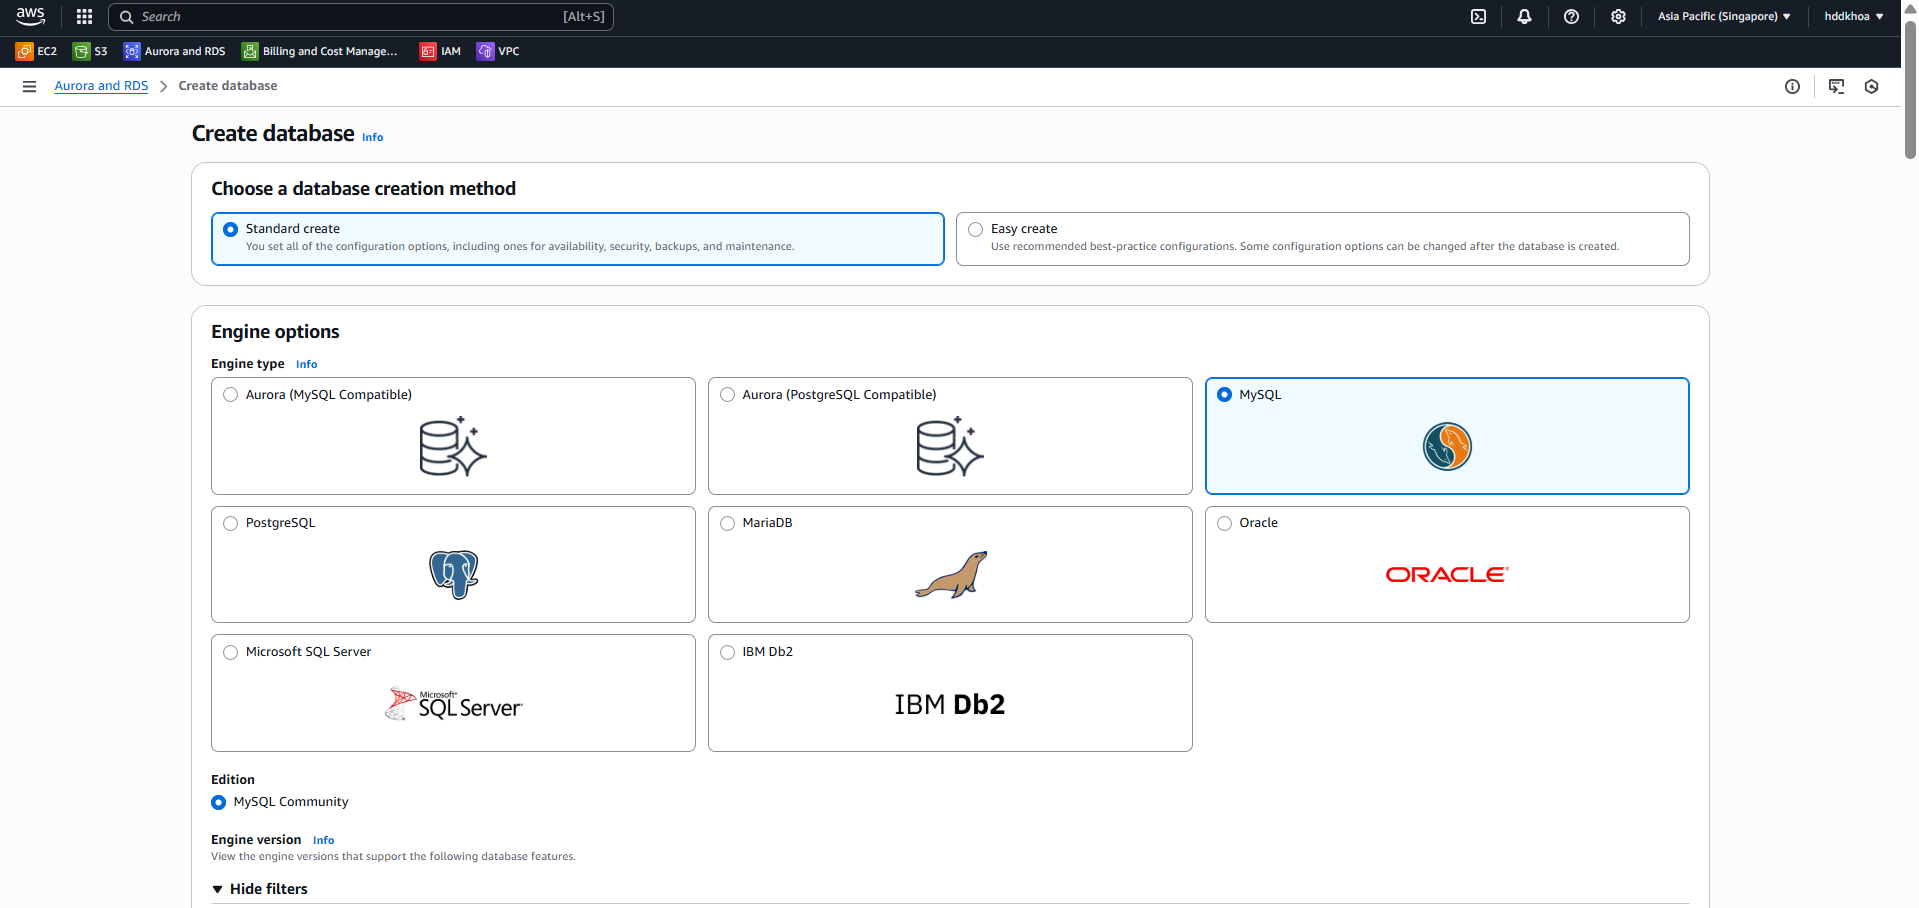 aws
Search [Alt+S]
Asia Pacific (Singapore) ▼ hddkhoa ▼
EC2 S3 Aurora and RDS Billing and Cost Manage... IAM VPC
Aurora and RDS > Create database
Create database Info
Choose a database creation method
Standard create
You set all of the configuration options, including ones for availability, security, backups, and maintenance.
Easy create
Use recommended best-practice configurations. Some configuration options can be changed after the database is created.
Engine options
Engine type Info
Aurora (MySQL Compatible)
Aurora (PostgreSQL Compatible)
MySQL
PostgreSQL
MariaDB
Oracle
ORACLE
Microsoft SQL Server
Microsoft®
SQL Server
IBM Db2
IBM Db2
Edition
MySQL Community
Engine version Info
View the engine versions that support the following database features.
▼ Hide filters